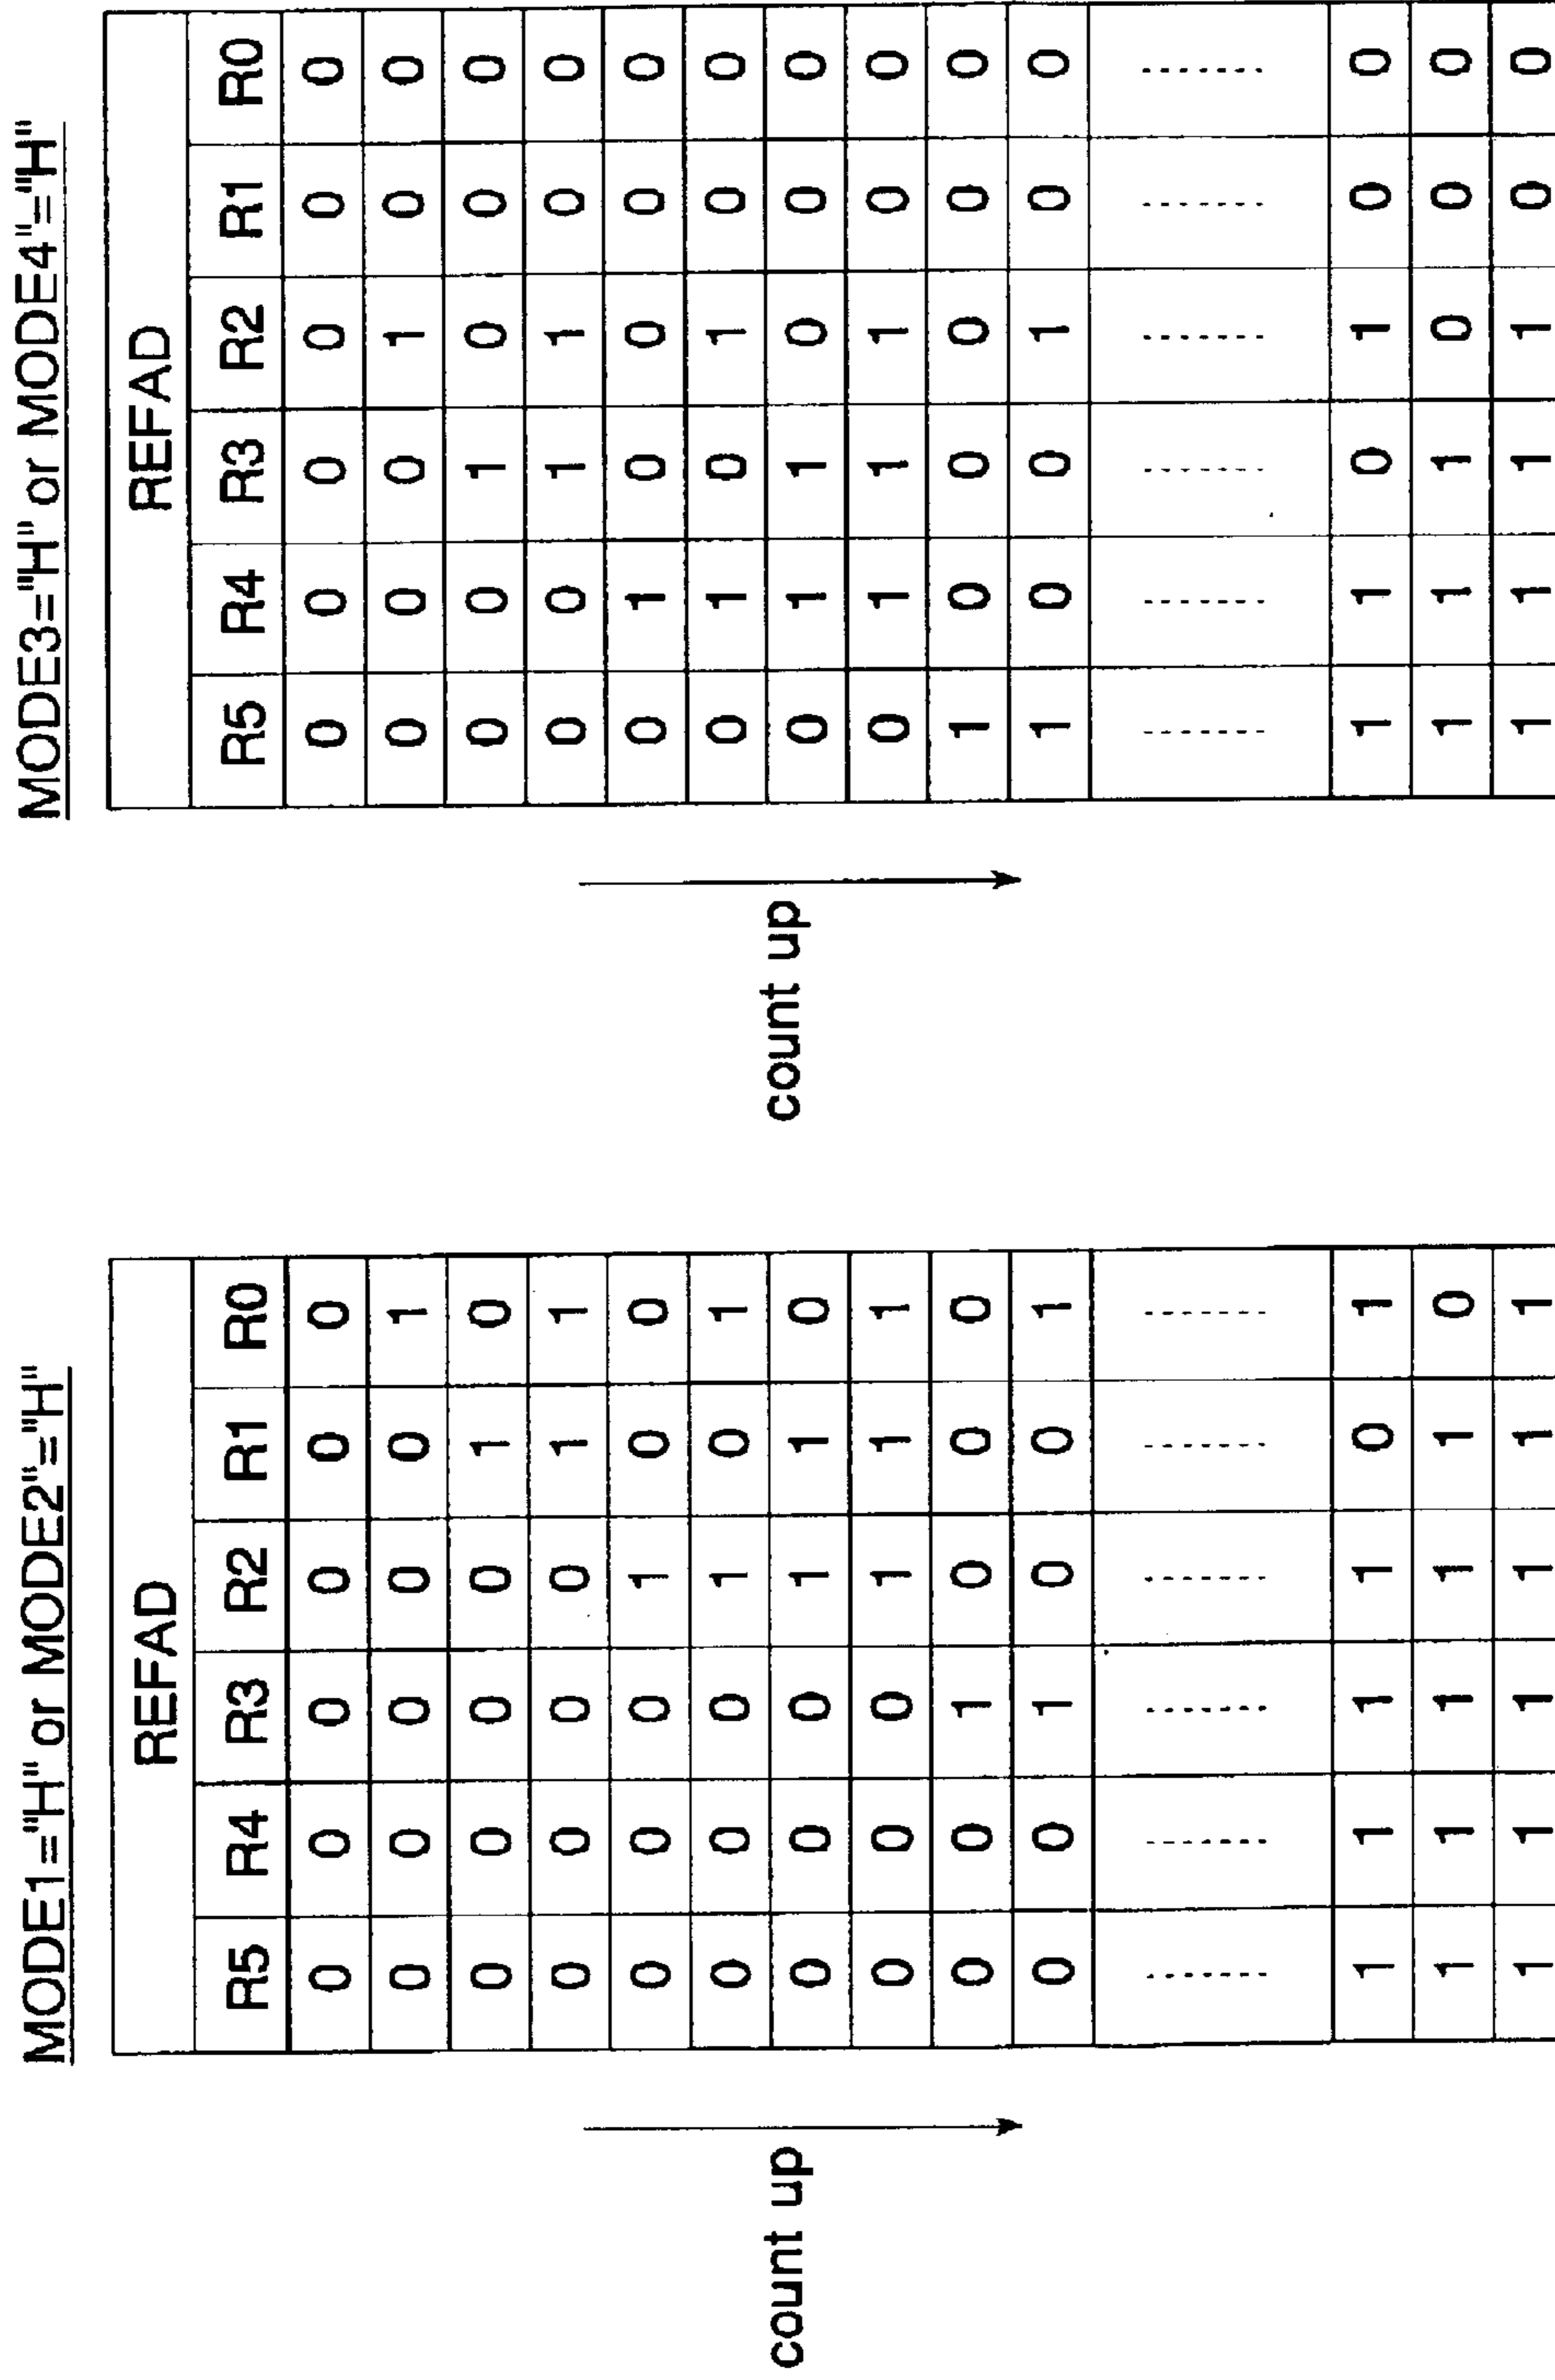 MODE1="H" or MODE2"="H"
REFAD
R5 R4 R3 R2 R1 R0
0 0 0 0 0 0
0 0 0 0 0 1
0 0 0 0 1 0
0 0 0 0 1 1
0 0 0 1 0 0
0 0 0 1 0 1
0 0 0 1 1 0
0 0 0 1 1 1
0 0 1 0 0 0
0 0 1 0 0 1
1 1 1 1 0 1
1 1 1 1 1 0
1 1 1 1 1 1
count up
MODE3="H" or MODE4"="H"
REFAD
R5 R4 R3 R2 R1 R0
0 0 0 0 0 0
0 0 0 1 0 0
0 0 1 0 0 0
0 0 1 1 0 0
0 1 0 0 0 0
0 1 0 1 0 0
0 1 1 0 0 0
0 1 1 1 0 0
1 0 0 0 0 0
1 0 0 1 0 0
1 1 0 1 0 0
1 1 1 0 0 0
1 1 1 1 0 0
count up